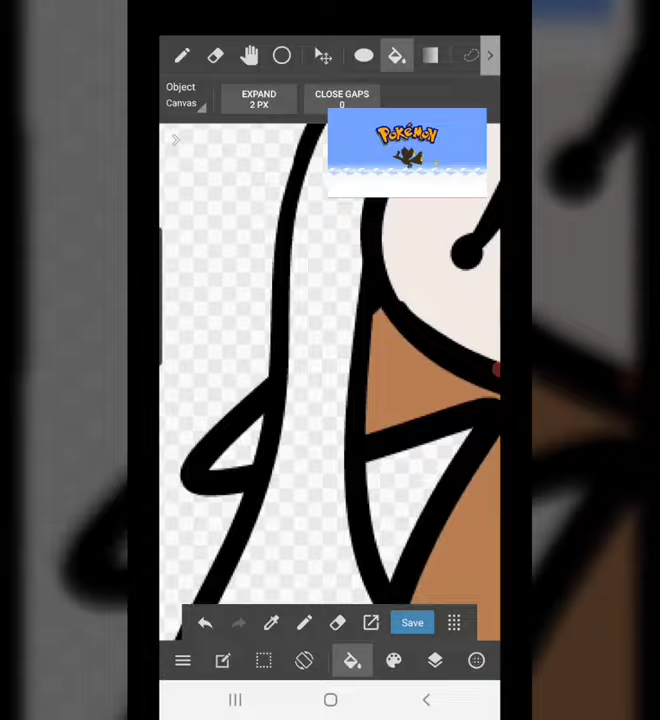 Object
Canvas
EXPAND
2 PX
CLOSE GAPS
0
POKéMON
Save